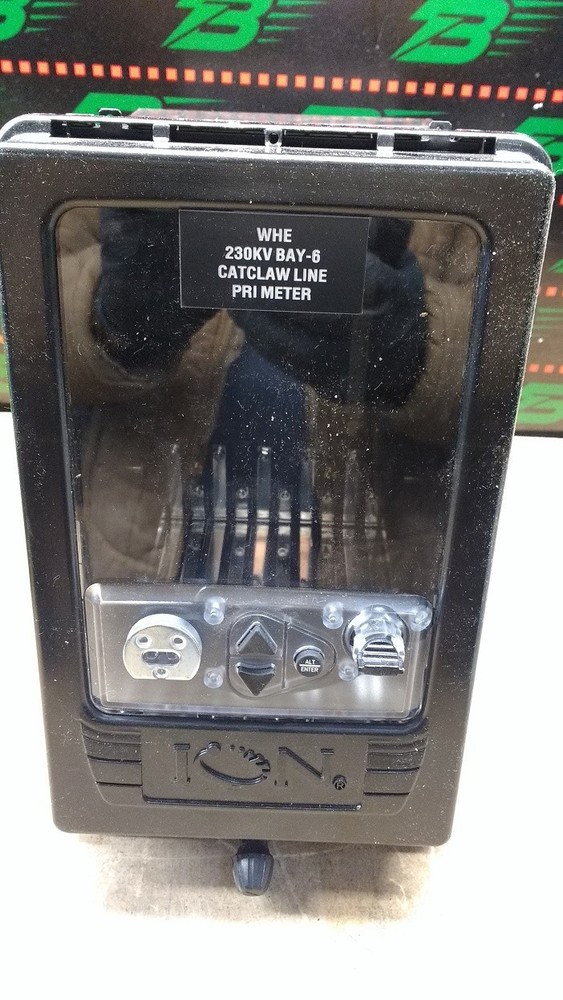 WHE
230KV BAY-6
CATCLAW LINE
PRI METER
ALT
ENTER
ION®